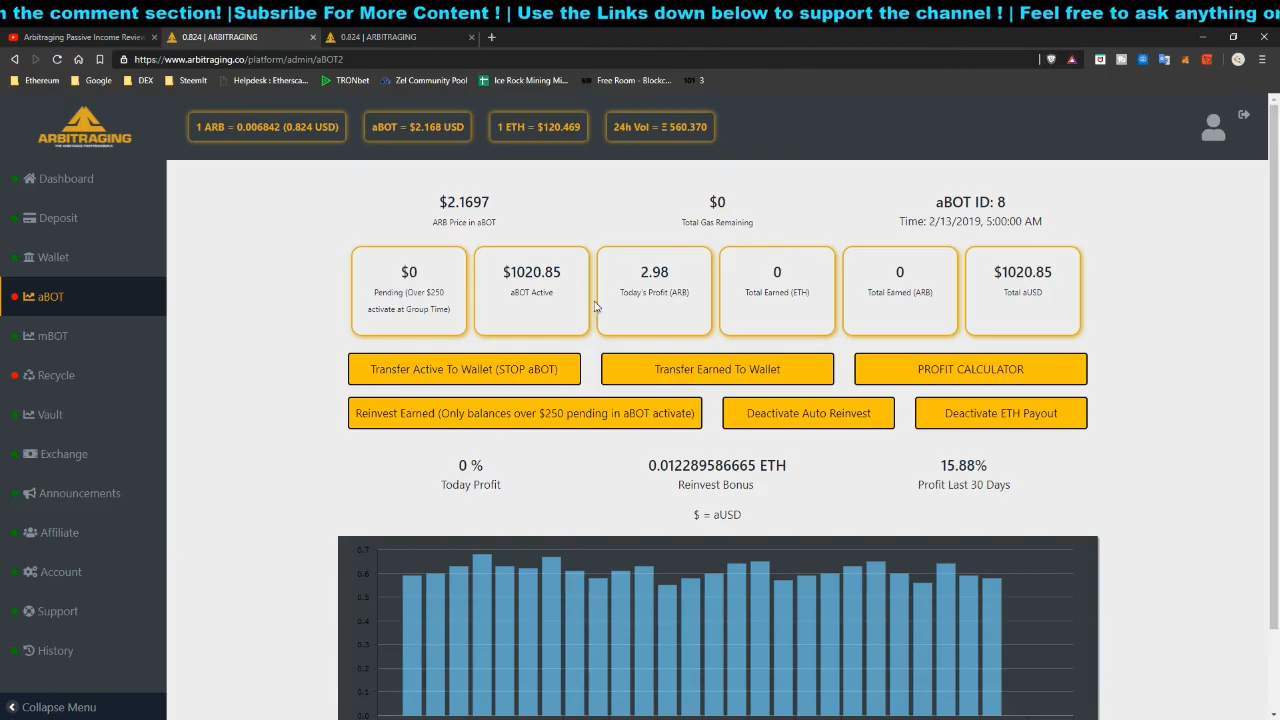 n the comment section! |Subsribe For More Content ! | Use the Links down below to support the channel ! | Feel free to ask anything on
Arbitraging Passive Income Review
0.824 | ARBITRAGING
0.824 | ARBITRAGING
https://www.arbitraging.co/platform/admin/aBOT2
Ethereum
Google
DEX
SteemIt
Helpdesk : Ethersca...
TRONbet
Zel Community Pool
Ice Rock Mining Mi...
Free Room - Blockc...
101 3
ARBITRAGING
1 ARB = 0.006842 (0.824 USD)
aBOT = $2.168 USD
1 ETH = $120.469
24h Vol = Ξ 560.370
Dashboard
Deposit
Wallet
aBOT
mBOT
Recycle
Vault
Exchange
Announcements
Affiliate
Account
Support
History
Collapse Menu
$2.1697
ARB Price in aBOT
$0
Total Gas Remaining
aBOT ID: 8
Time: 2/13/2019, 5:00:00 AM
$0
Pending (Over $250
activate at Group Time)
$1020.85
aBOT Active
2.98
Today's Profit (ARB)
0
Total Earned (ETH)
0
Total Earned (ARB)
$1020.85
Total aUSD
Transfer Active To Wallet (STOP aBOT)
Transfer Earned To Wallet
PROFIT CALCULATOR
Reinvest Earned (Only balances over $250 pending in aBOT activate)
Deactivate Auto Reinvest
Deactivate ETH Payout
0 %
Today Profit
0.012289586665 ETH
Reinvest Bonus
15.88%
Profit Last 30 Days
$ = aUSD
0.7
0.6
0.5
0.4
0.3
0.2
0.1
0.0